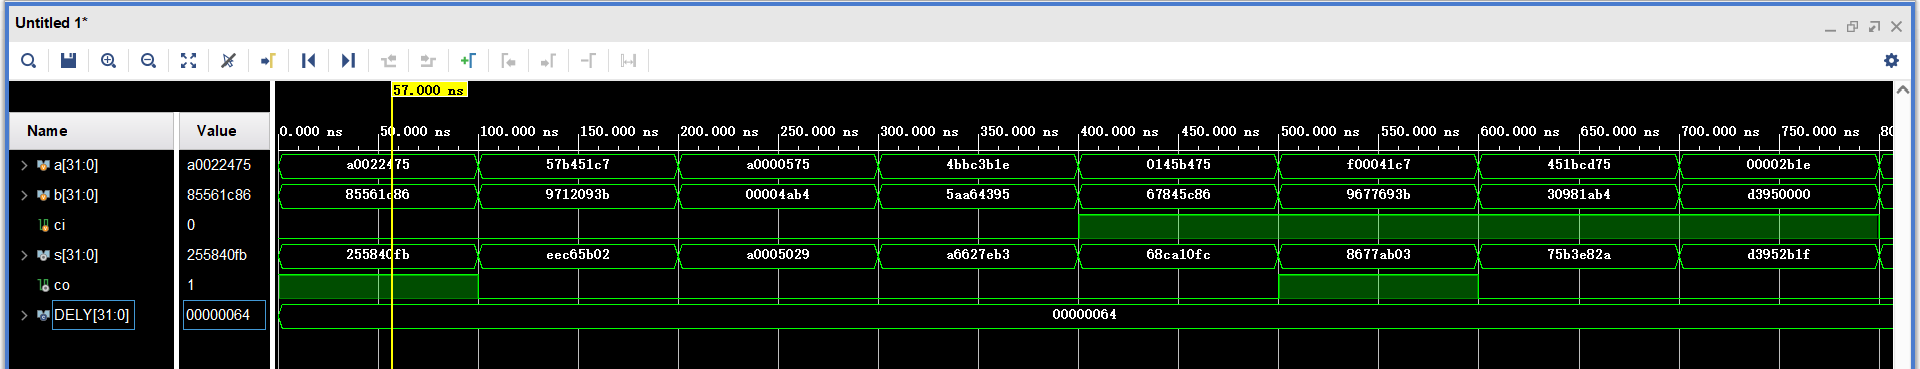 Untitled 1*
57.000 ns
Name Value
0.000 ns 50.000 ns 100.000 ns 150.000 ns 200.000 ns 250.000 ns 300.000 ns 350.000 ns 400.000 ns 450.000 ns 500.000 ns 550.000 ns 600.000 ns 650.000 ns 700.000 ns 750.000 ns 80
a[31:0] a0022475 a0022475 57b451c7 a0000575 4bbc3b1e 0145b475 f00041c7 451bcd75 00002b1e
b[31:0] 85561c86 85561c86 9712093b 00004ab4 5aa64395 67845c86 9677693b 30981ab4 d3950000
ci 0
s[31:0] 255840fb 255840fb eec65b02 a0005029 a6627eb3 68ca10fc 8677ab03 75b3e82a d3952b1f
co 1
DELY[31:0] 00000064 00000064